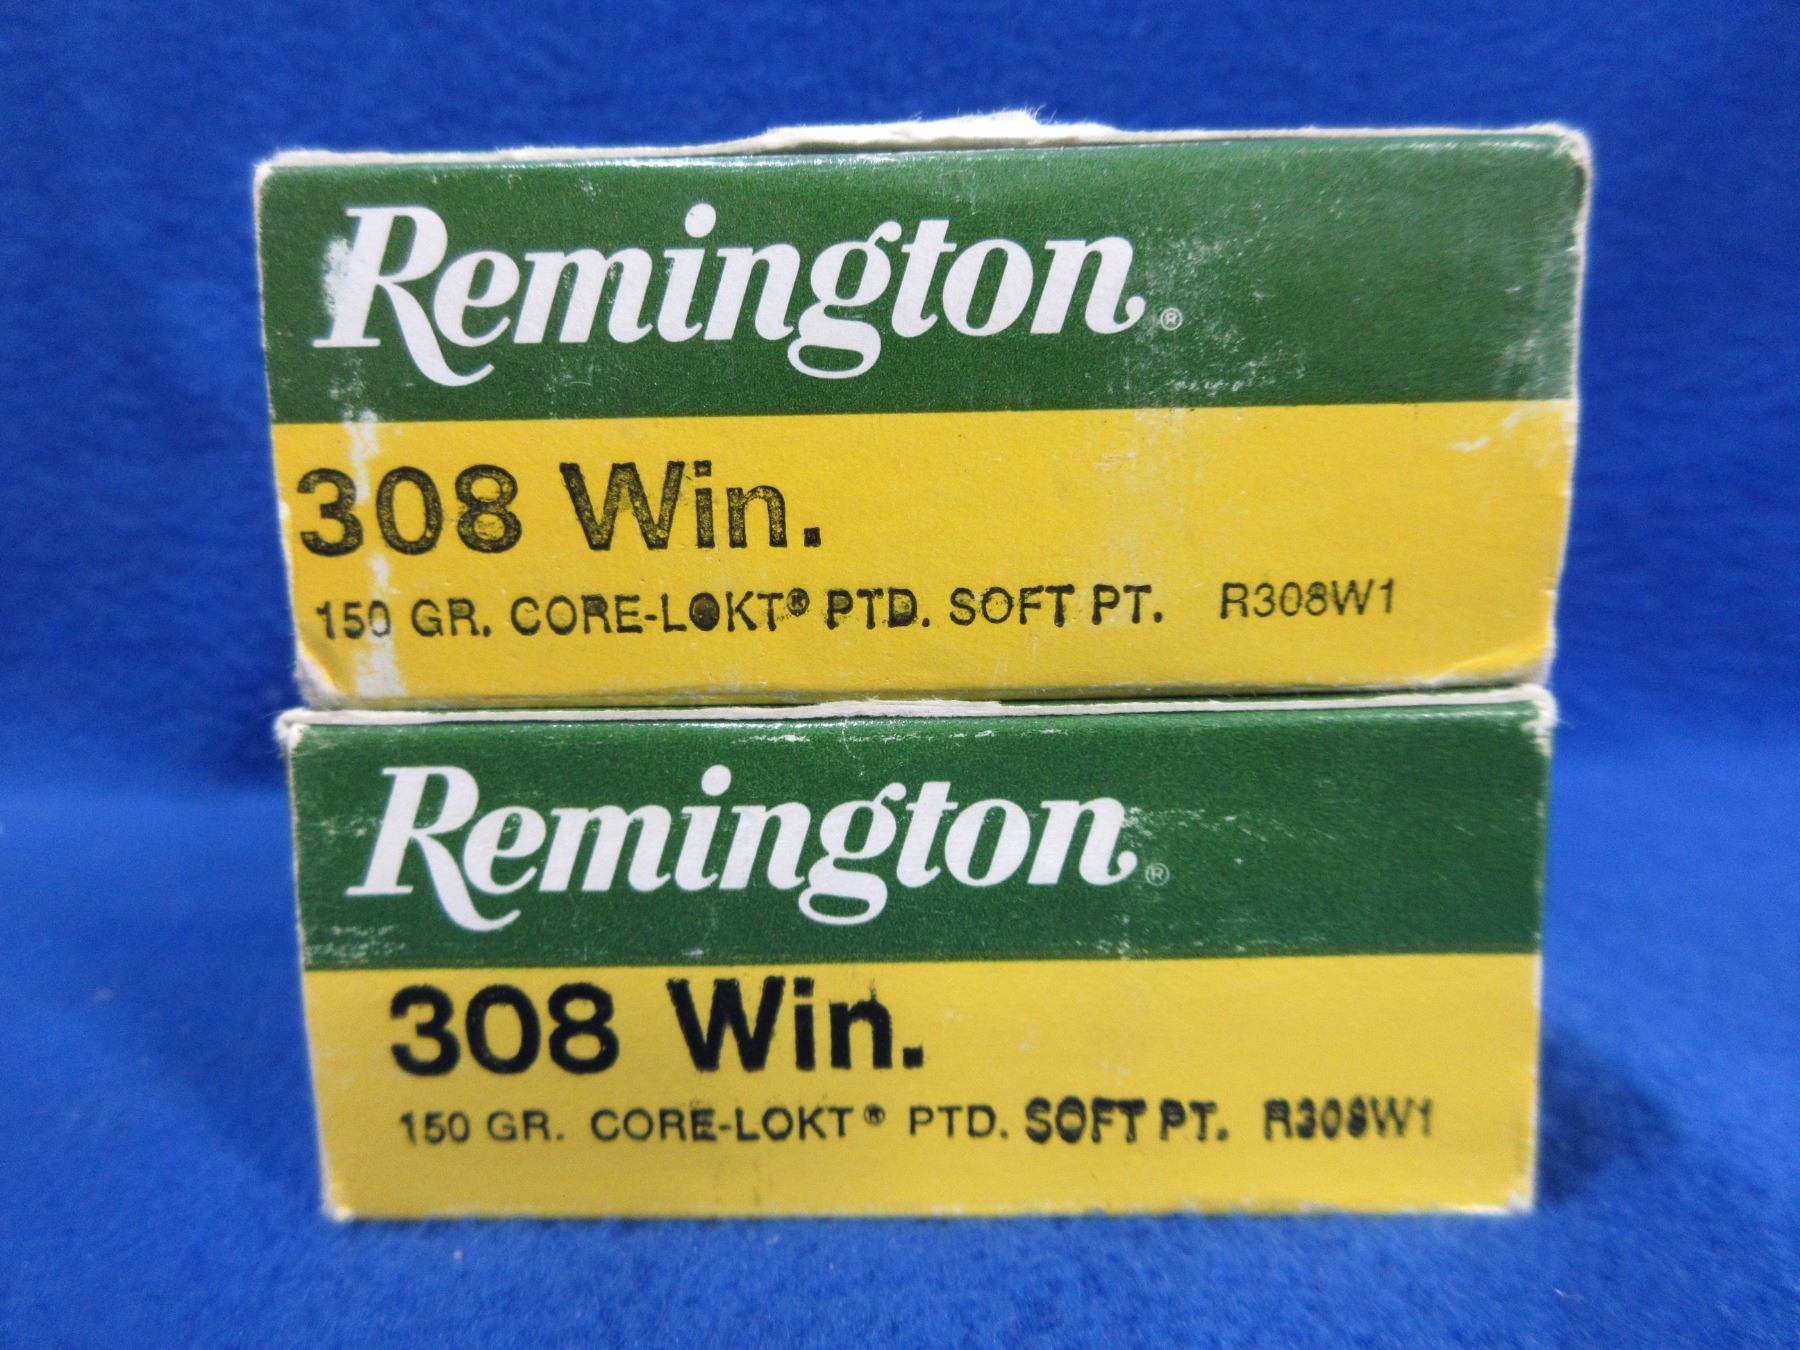 Remington®
308 Win.
150 GR. CORE-LOKT® PTD. SOFT PT. R308W1
Remington®
308 Win.
150 GR. CORE-LOKT® PTD. SOFT PT. R308W1